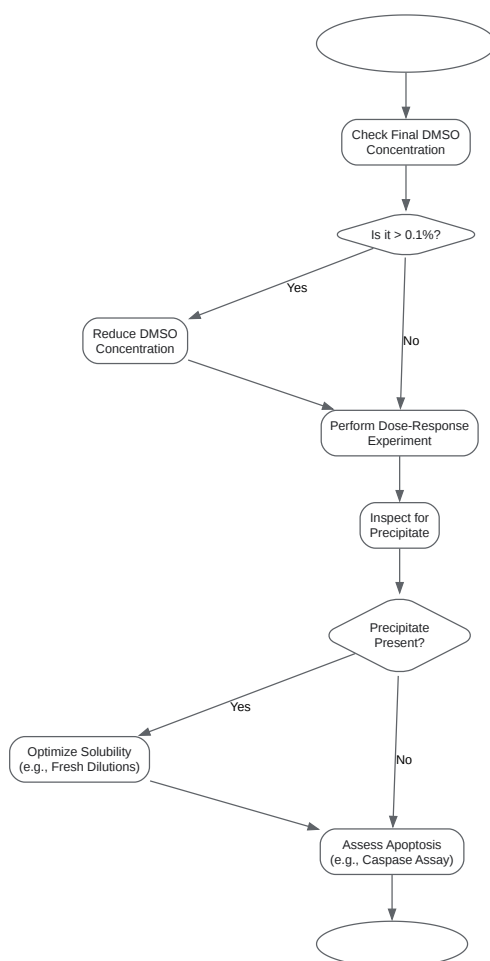 Check Final DMSO
Concentration
Is it > 0.1%?
Yes
Reduce DMSO
Concentration
No
Perform Dose-Response
Experiment
Inspect for
Precipitate
Precipitate
Present?
Yes
Optimize Solubility
(e.g., Fresh Dilutions)
No
Assess Apoptosis
(e.g., Caspase Assay)